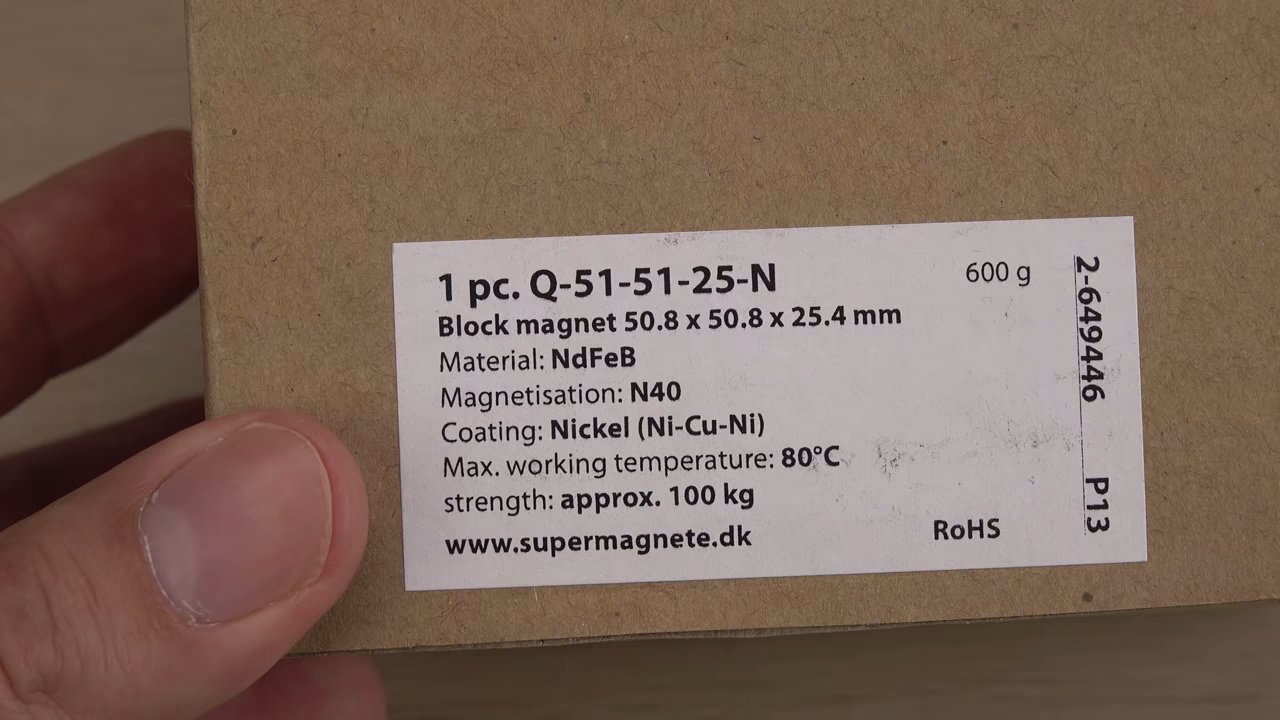 1 pc. Q-51-51-25-N
600 g
Block magnet 50.8 x 50.8 x 25.4 mm
Material: NdFeB
Magnetisation: N40
Coating: Nickel (Ni-Cu-Ni)
Max. working temperature: 80°C
strength: approx. 100 kg
www.supermagnete.dk
RoHS
2-649446 P13